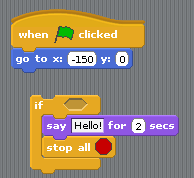 when clicked
go to x: -150 y: 0
if
say Hello! for 2 secs
stop all